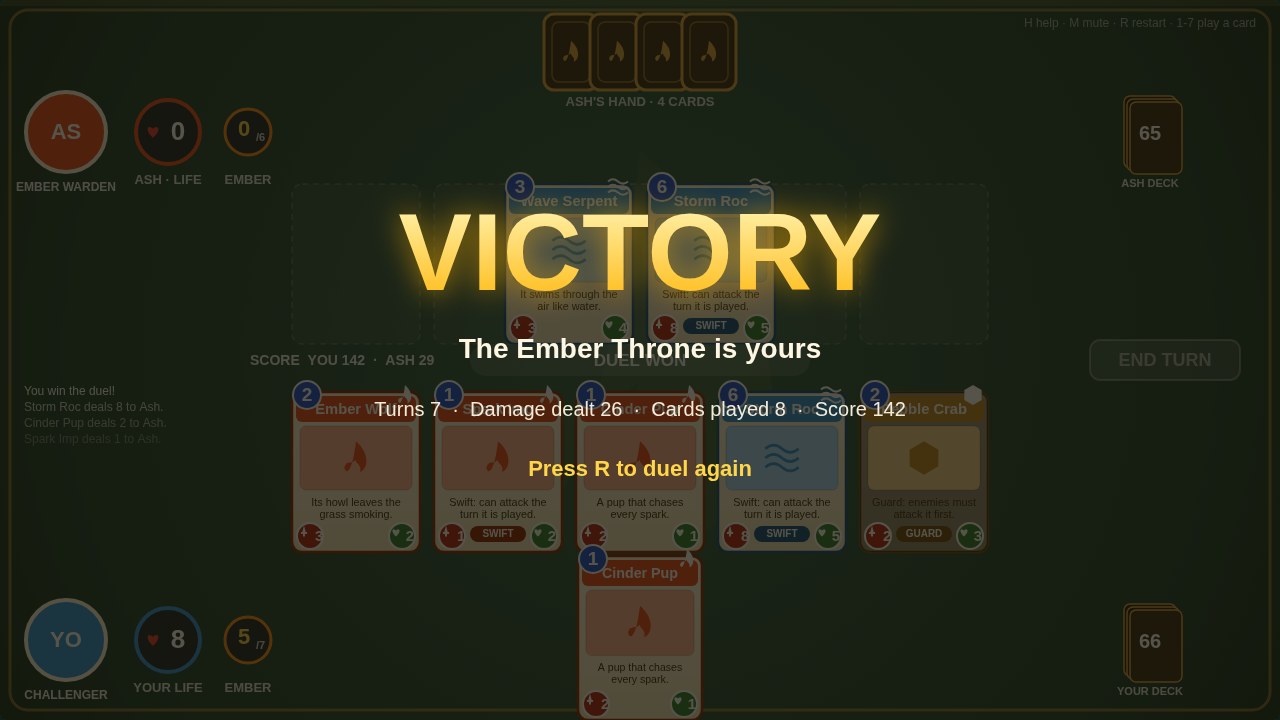 H help · M mute · R restart · 1-7 play a card
ASH'S HAND · 4 CARDS
AS
0
0
/6
65
EMBER WARDEN
ASH · LIFE
EMBER
ASH DECK
3
Wave Serpent
6
Storm Roc
VICTORY
It swims through the
air like water.
3
4
Swift: can attack the
turn it is played.
8
SWIFT
5
SCORE YOU 142 · ASH 29
The Ember Throne is yours
DUEL WON
END TURN
You win the duel!
Storm Roc deals 8 to Ash.
Cinder Pup deals 2 to Ash.
Spark Imp deals 1 to Ash.
2
1
1
6
2
Turns 7 · Damage dealt 26 · Cards played 8 · Score 142
Press R to duel again
Its howl leaves the
grass smoking.
3
2
Swift: can attack the
turn it is played.
1
SWIFT
2
A pup that chases
every spark.
2
1
Swift: can attack the
turn it is played.
8
SWIFT
5
Guard: enemies must
attack it first.
2
GUARD
3
1
Cinder Pup
A pup that chases
every spark.
2
1
YO
8
5
/7
66
CHALLENGER
YOUR LIFE
EMBER
YOUR DECK